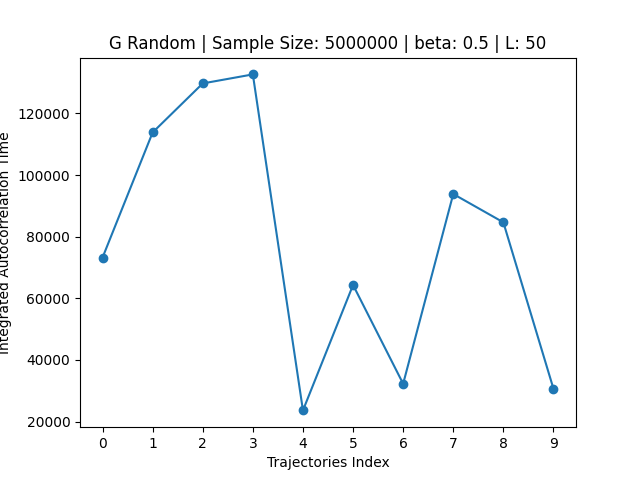 G Random | Sample Size: 5000000 | beta: 0.5 | L: 50
Integrated Autocorrelation Time
120000
100000
80000
60000
40000
20000
0 1 2 3 4 5 6 7 8 9
Trajectories Index